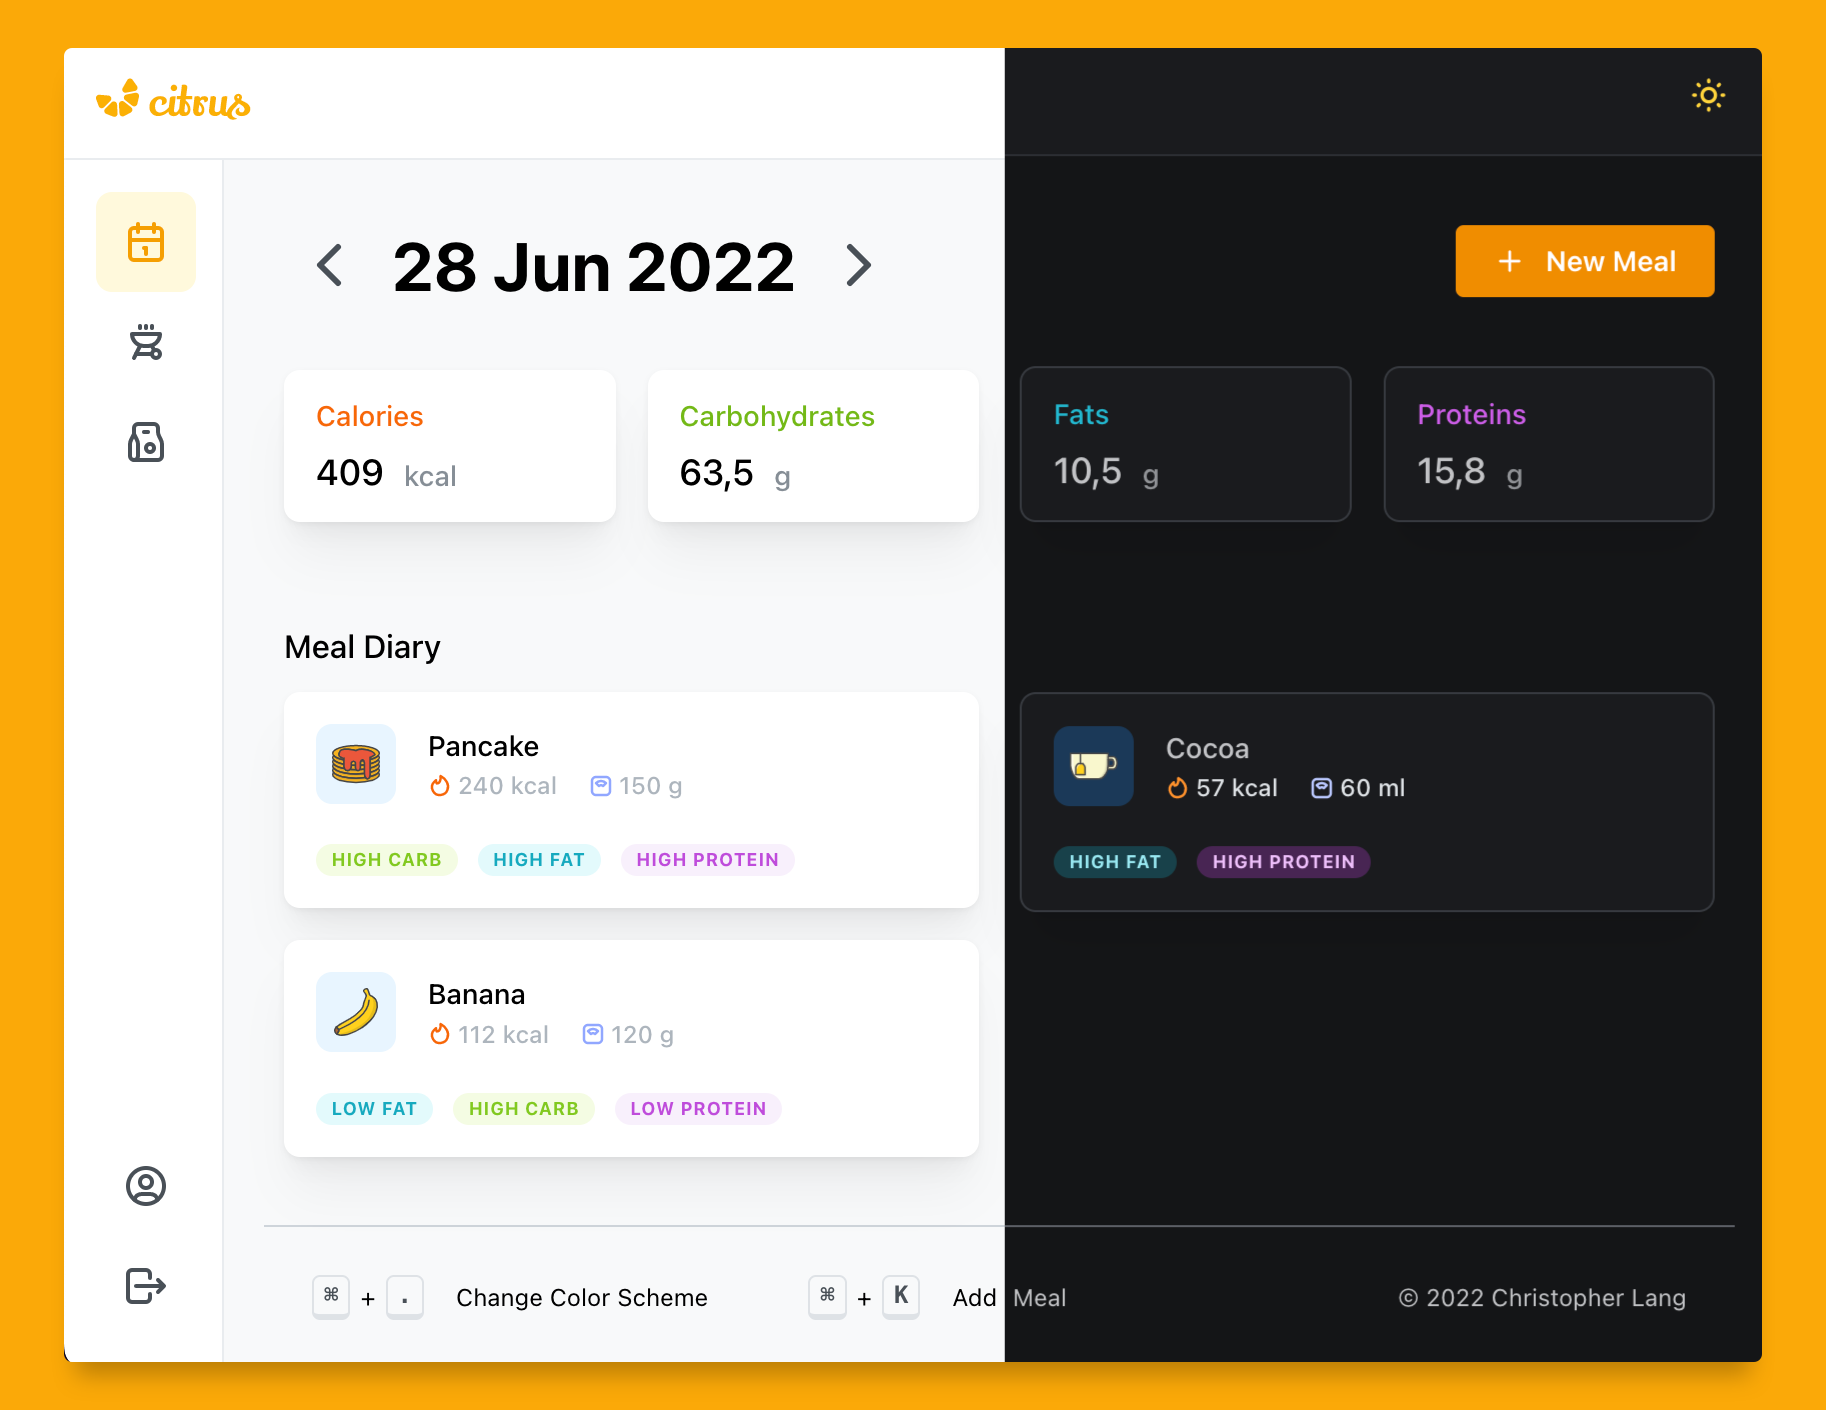 citrus
1
28 Jun 2022
+ New Meal
Calories
409 kcal
Carbohydrates
63,5 g
Fats
10,5 g
Proteins
15,8 g
Meal Diary
Pancake
240 kcal 150 g
HIGH CARB HIGH FAT HIGH PROTEIN
Cocoa
57 kcal 60 ml
HIGH FAT HIGH PROTEIN
Banana
112 kcal 120 g
LOW FAT HIGH CARB LOW PROTEIN
⌘ + . Change Color Scheme
⌘ + K Add Meal
© 2022 Christopher Lang